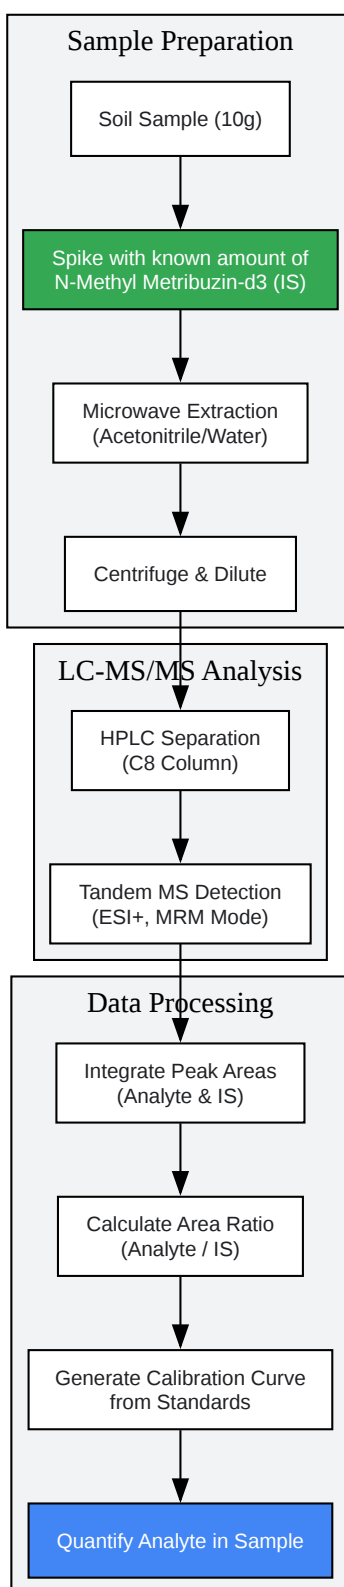 Sample Preparation
Soil Sample (10g)
Spike with known amount of
N-Methyl Metribuzin-d3 (IS)
Microwave Extraction
(Acetonitrile/Water)
Centrifuge & Dilute
LC-MS/MS Analysis
HPLC Separation
(C8 Column)
Tandem MS Detection
(ESI+, MRM Mode)
Data Processing
Integrate Peak Areas
(Analyte & IS)
Calculate Area Ratio
(Analyte / IS)
Generate Calibration Curve
from Standards
Quantify Analyte in Sample